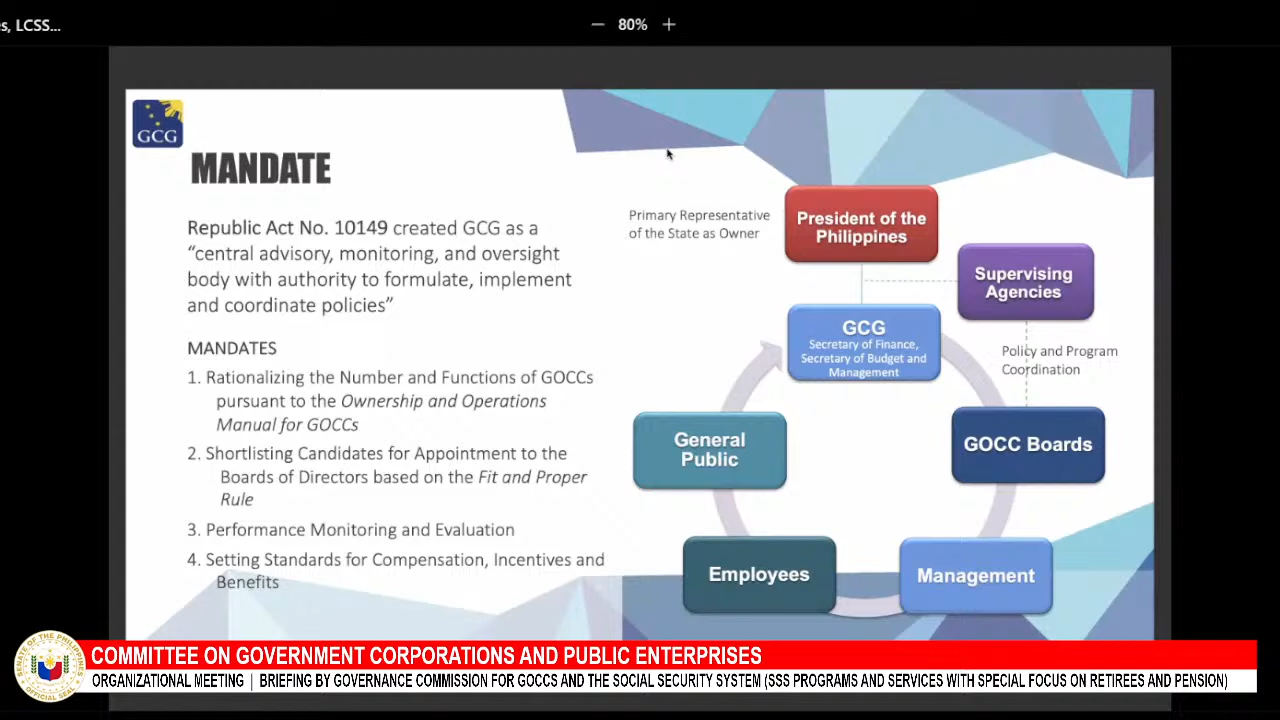 s, LCSS...
80%
GCG
MANDATE
Republic Act No. 10149 created GCG as a
“central advisory, monitoring, and oversight
body with authority to formulate, implement
and coordinate policies”
MANDATES
1. Rationalizing the Number and Functions of GOCCs
pursuant to the Ownership and Operations
Manual for GOCCs
2. Shortlisting Candidates for Appointment to the
Boards of Directors based on the Fit and Proper
Rule
3. Performance Monitoring and Evaluation
4. Setting Standards for Compensation, Incentives and
Benefits
Primary Representative
of the State as Owner
President of the
Philippines
Supervising
Agencies
GCG
Secretary of Finance,
Secretary of Budget and
Management
Policy and Program
Coordination
General
Public
GOCC Boards
Employees
Management
SENATE OF THE PHILIPPINES
OFFICIAL SEAL
COMMITTEE ON GOVERNMENT CORPORATIONS AND PUBLIC ENTERPRISES
ORGANIZATIONAL MEETING | BRIEFING BY GOVERNANCE COMMISSION FOR GOCCS AND THE SOCIAL SECURITY SYSTEM (SSS PROGRAMS AND SERVICES WITH SPECIAL FOCUS ON RETIREES AND PENSION)